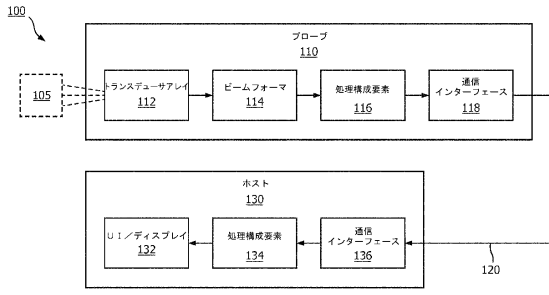 100
プローブ
110
105
トランスデューサアレイ
112
ビームフォーマ
114
処理構成要素
116
通信
インターフェース
118
ホスト
130
UI/ディスプレイ
132
処理構成要素
134
通信
インターフェース
136
120